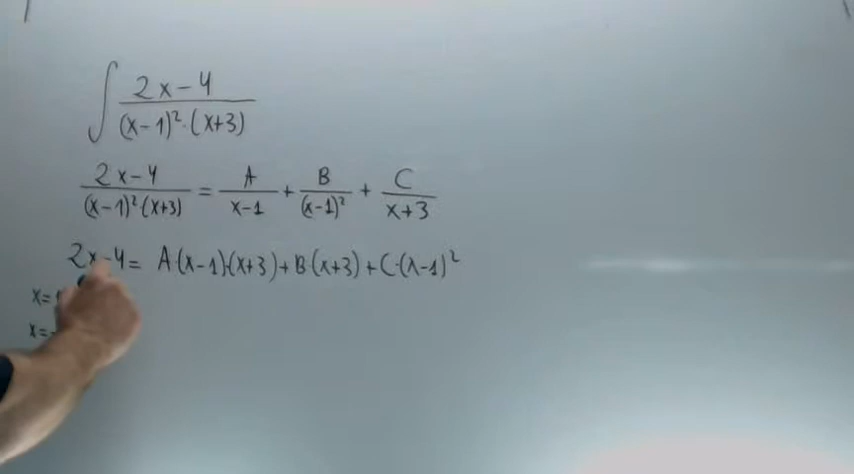 ∫ (2x-4)/((x-1)²·(x+3))
(2x-4)/((x-1)²·(x+3)) = A/(x-1) + B/(x-1)² + C/(x+3)
2x-4= A·(x-1)·(x+3)+B(x+3)+C·(x-1)²
x=
x=-